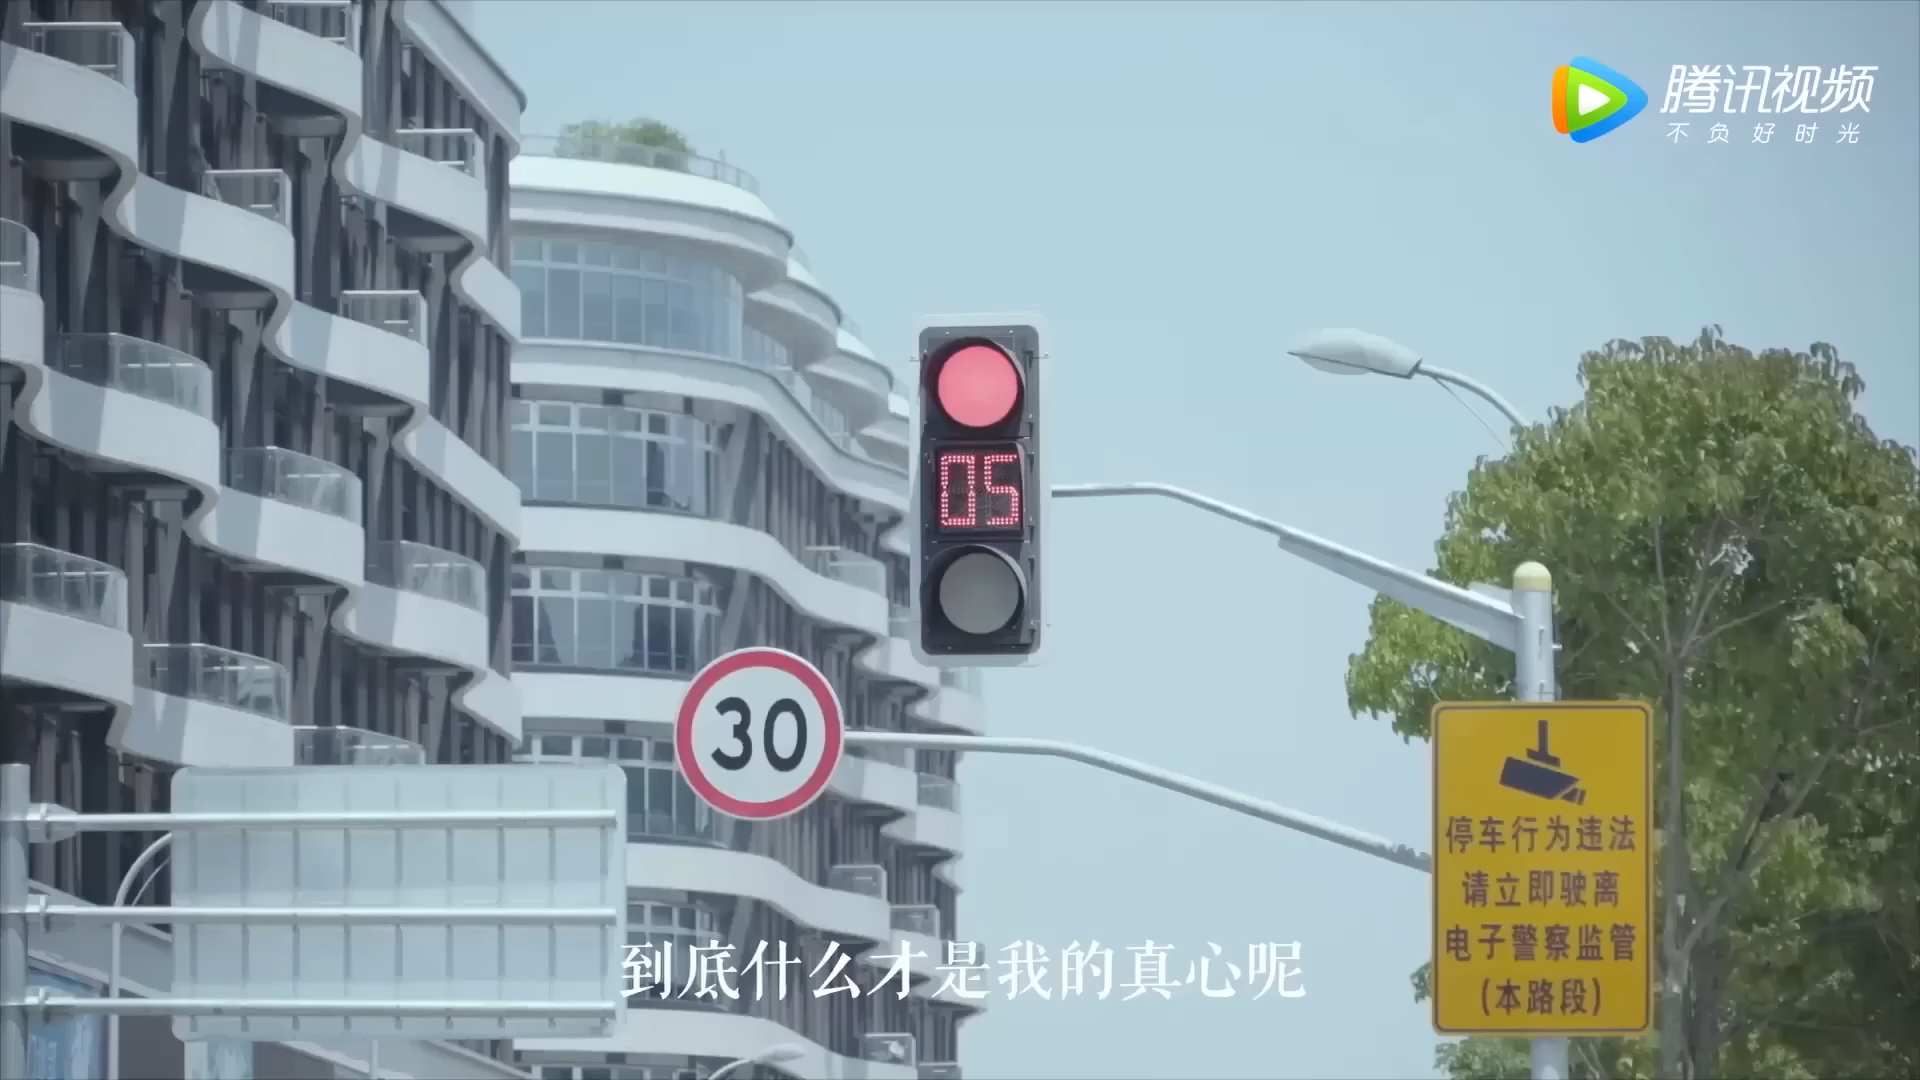 腾讯视频
不负好时光
05
30
停车行为违法
请立即驶离
电子警察监管
(本路段)
到底什么才是我的真心呢